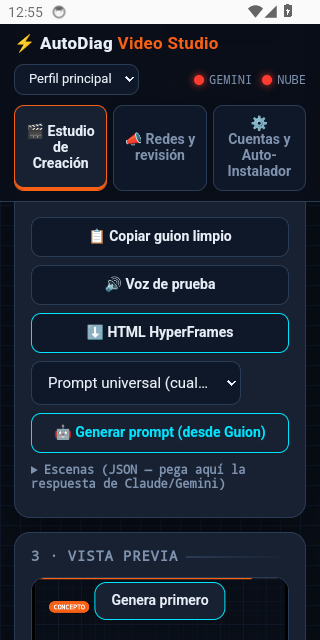 12:55
⚡ AutoDiag Video Studio
Perfil principal
GEMINI
NUBE
🎬 Estudio
de
Creación
📣 Redes y
revisión
⚙️
Cuentas y
Auto-
Instalador
📋 Copiar guion limpio
🔊 Voz de prueba
⬇️ HTML HyperFrames
Prompt universal (cual…
🤖 Generar prompt (desde Guion)
▶ Escenas (JSON — pega aquí la
respuesta de Claude/Gemini)
3 · VISTA PREVIA
CONCEPTO
Genera primero